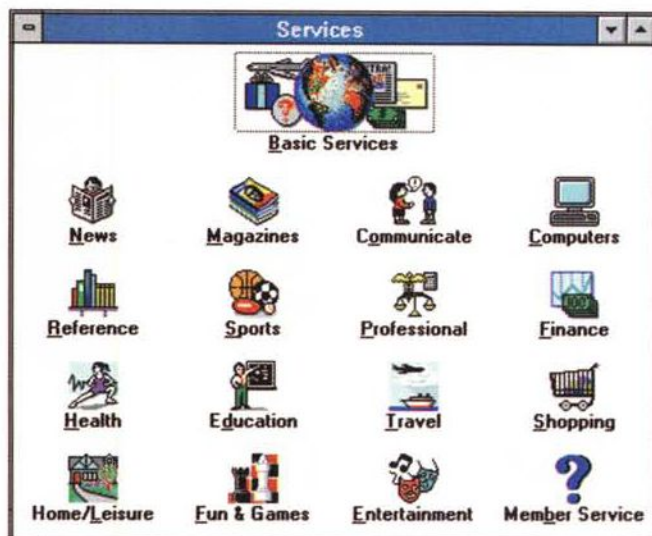 Services
Basic Services
News Magazines Communicate Computers
Reference Sports Professional Finance
Health Education Travel Shopping
Home/Leisure Fun & Games Entertainment Member Service